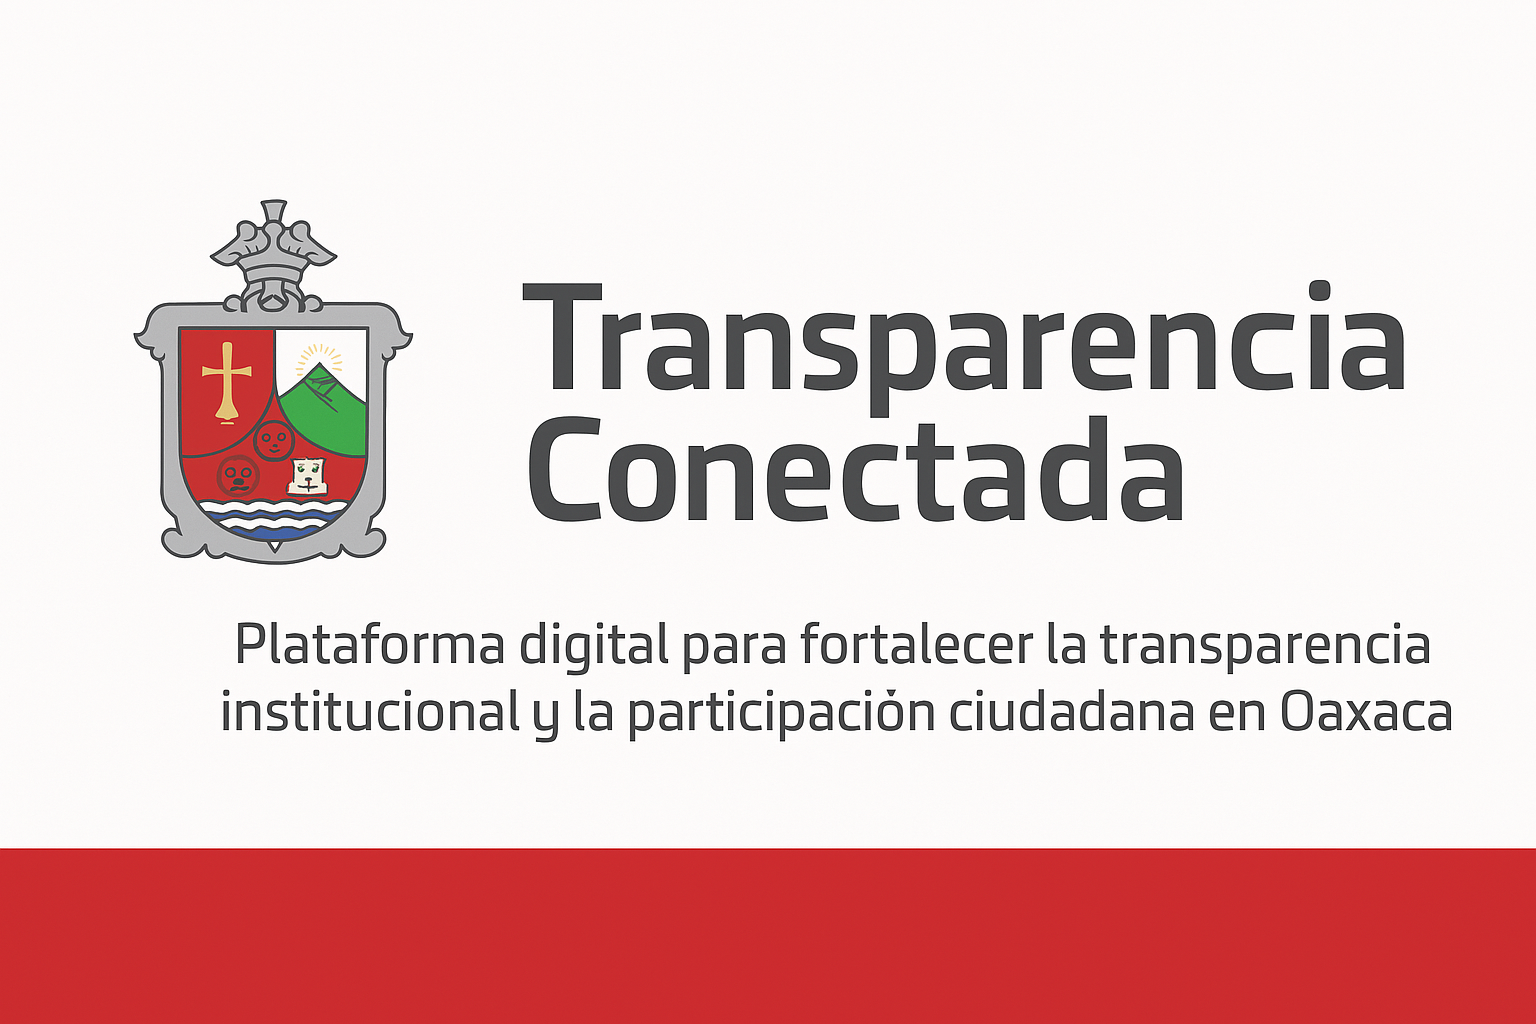 Transparencia
Conectada
Plataforma digital para fortalecer la transparencia
institucional y la participación ciudadana en Oaxaca